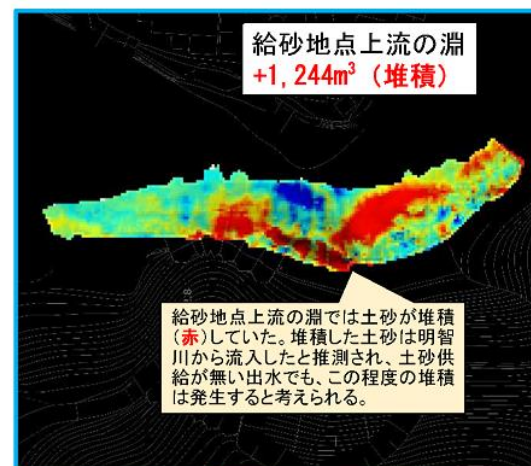 給砂地点上流の淵
+1,244m³（堆積）
給砂地点上流の淵では土砂が堆積
（赤）していた。堆積した土砂は明智
川から流入したと推測され、土砂供
給が無い出水でも、この程度の堆積
は発生すると考えられる。